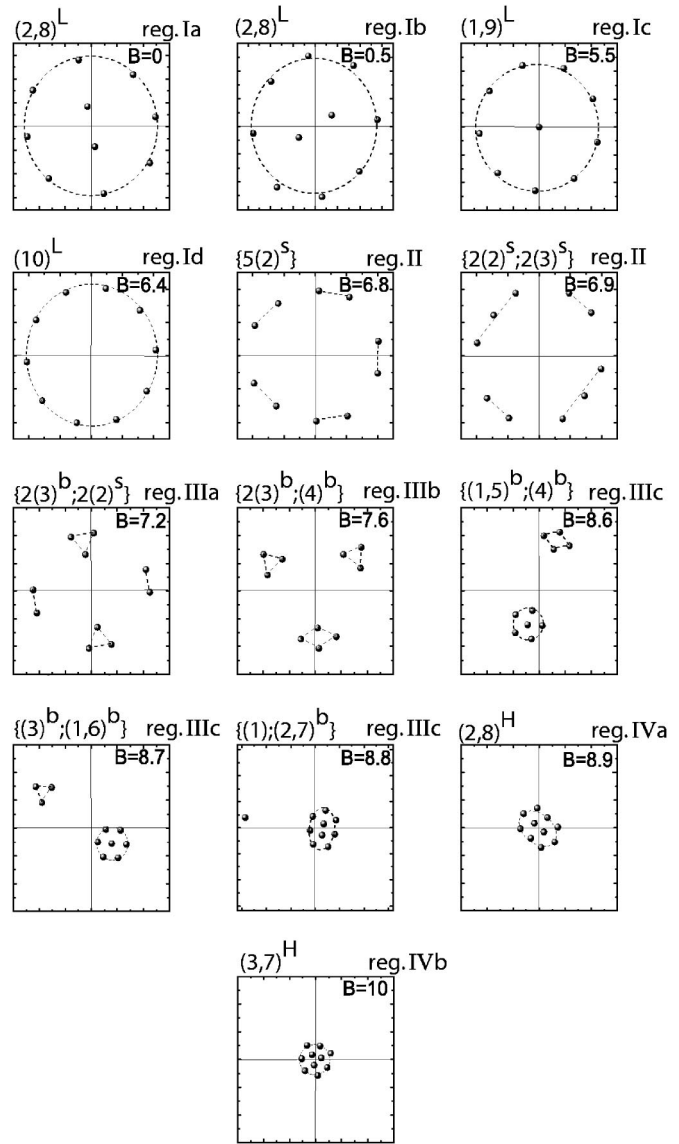 (2,8)^L reg.Ia
B=0
(2,8)^L reg.Ib
B=0.5
(1,9)^L reg.Ic
B=5.5
(10)^L reg.Id
B=6.4
{5(2)^s} reg.II
B=6.8
{2(2)^s;2(3)^s} reg.II
B=6.9
{2(3)^b;2(2)^s} reg.IIIa
B=7.2
{2(3)^b;(4)^b} reg.IIIb
B=7.6
{(1,5)^b;(4)^b} reg.IIIc
B=8.6
{(3)^b;(1,6)^b} reg.IIIc
B=8.7
{(1);(2,7)^b} reg.IIIc
B=8.8
(2,8)^H reg.IVa
B=8.9
(3,7)^H reg.IVb
B=10